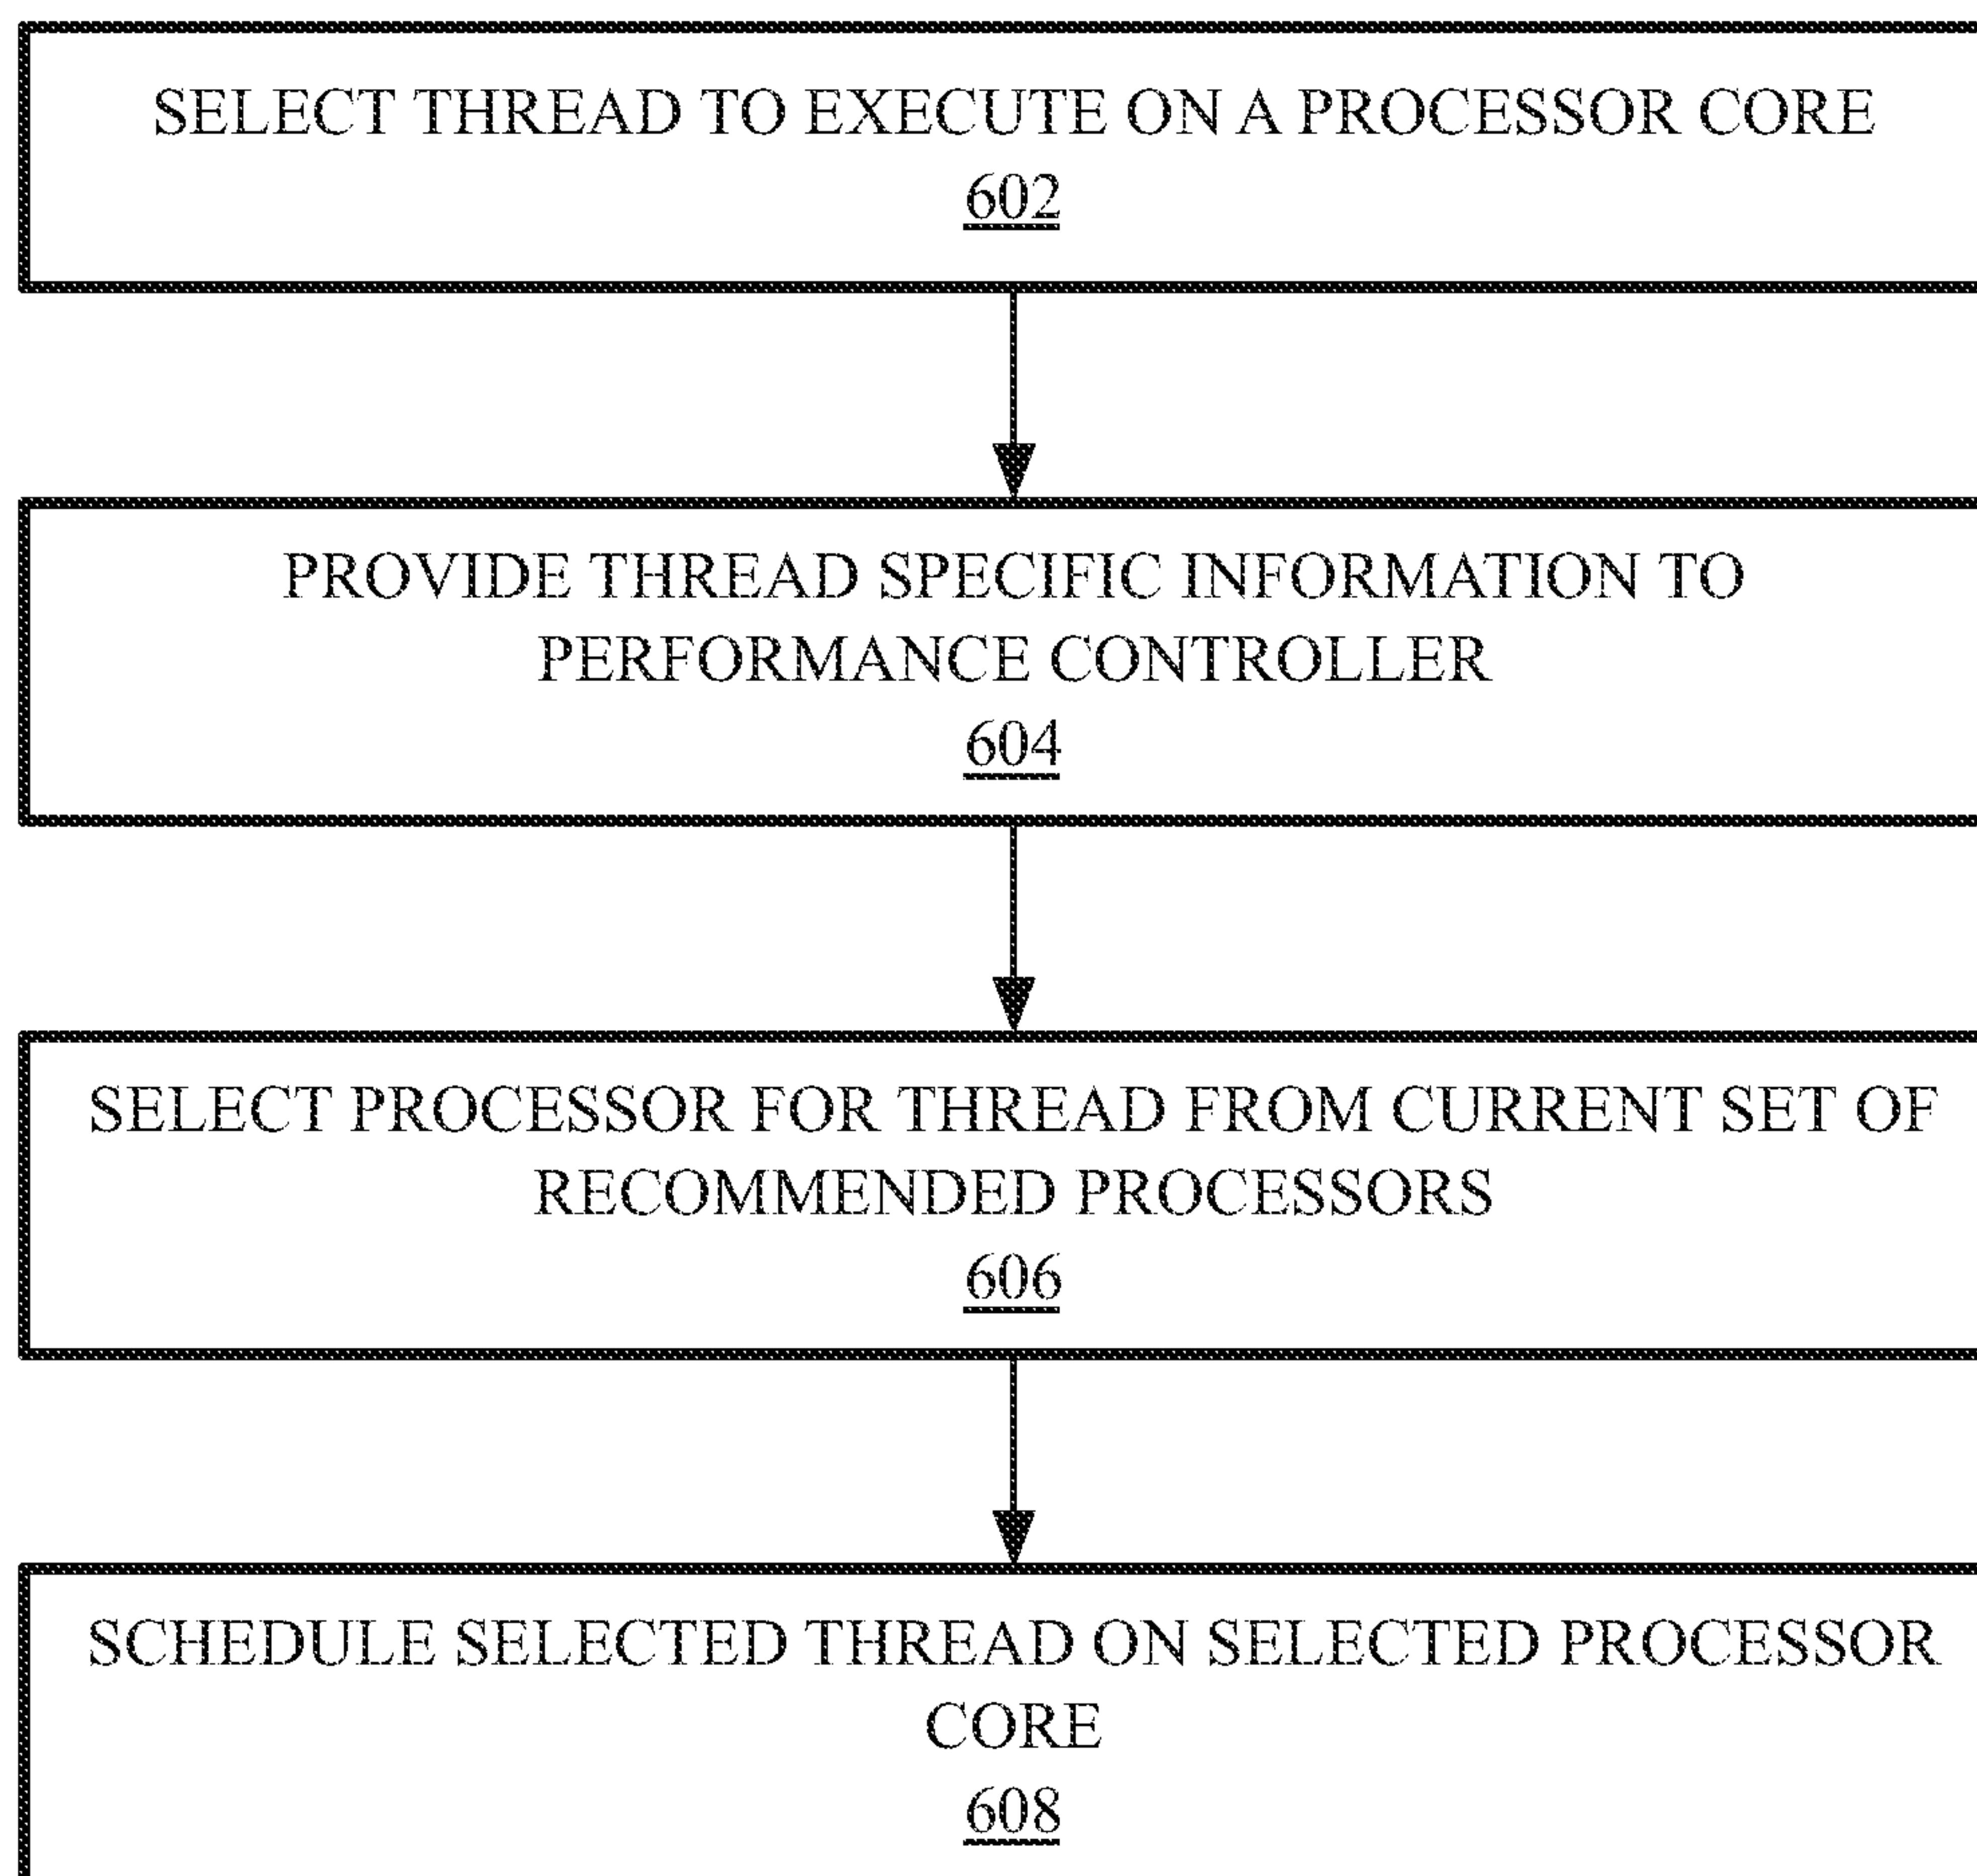 SELECT THREAD TO EXECUTE ON A PROCESSOR CORE
602
PROVIDE THREAD SPECIFIC INFORMATION TO
PERFORMANCE CONTROLLER
604
SELECT PROCESSOR FOR THREAD FROM CURRENT SET OF
RECOMMENDED PROCESSORS
606
SCHEDULE SELECTED THREAD ON SELECTED PROCESSOR
CORE
608